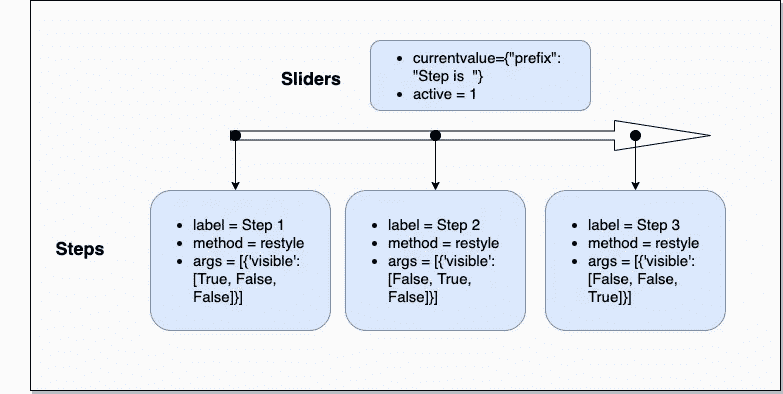 Sliders
• currentvalue={"prefix":
"Step is  "}
• active = 1
Steps
• label = Step 1
• method = restyle
• args = [{'visible':
[True, False,
False]}]
• label = Step 2
• method = restyle
• args = [{'visible':
[False, True,
False]}]
• label = Step 3
• method = restyle
• args = [{'visible':
[False, False,
True]}]